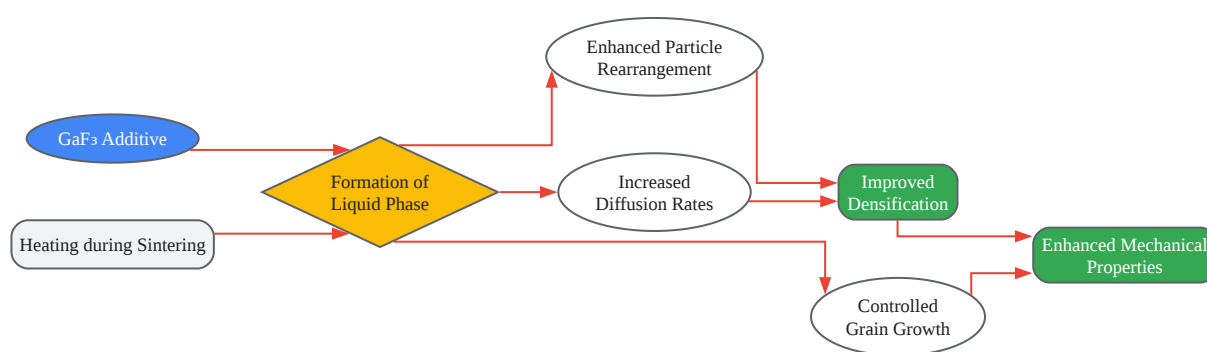 Enhanced Particle
Rearrangement
GaF₃ Additive
Formation of
Liquid Phase
Increased
Diffusion Rates
Improved
Densification
Heating during Sintering
Enhanced Mechanical
Properties
Controlled
Grain Growth